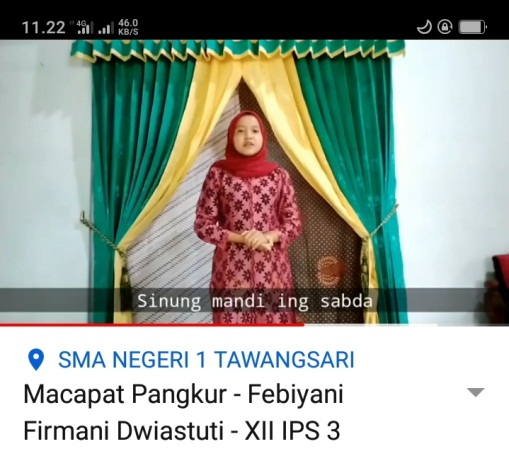 11.22 4G 46.0 KB/S
Sinung mandi ing sabda
SMA NEGERI 1 TAWANGSARI
Macapat Pangkur - Febiyani
Firmani Dwiastuti - XII IPS 3